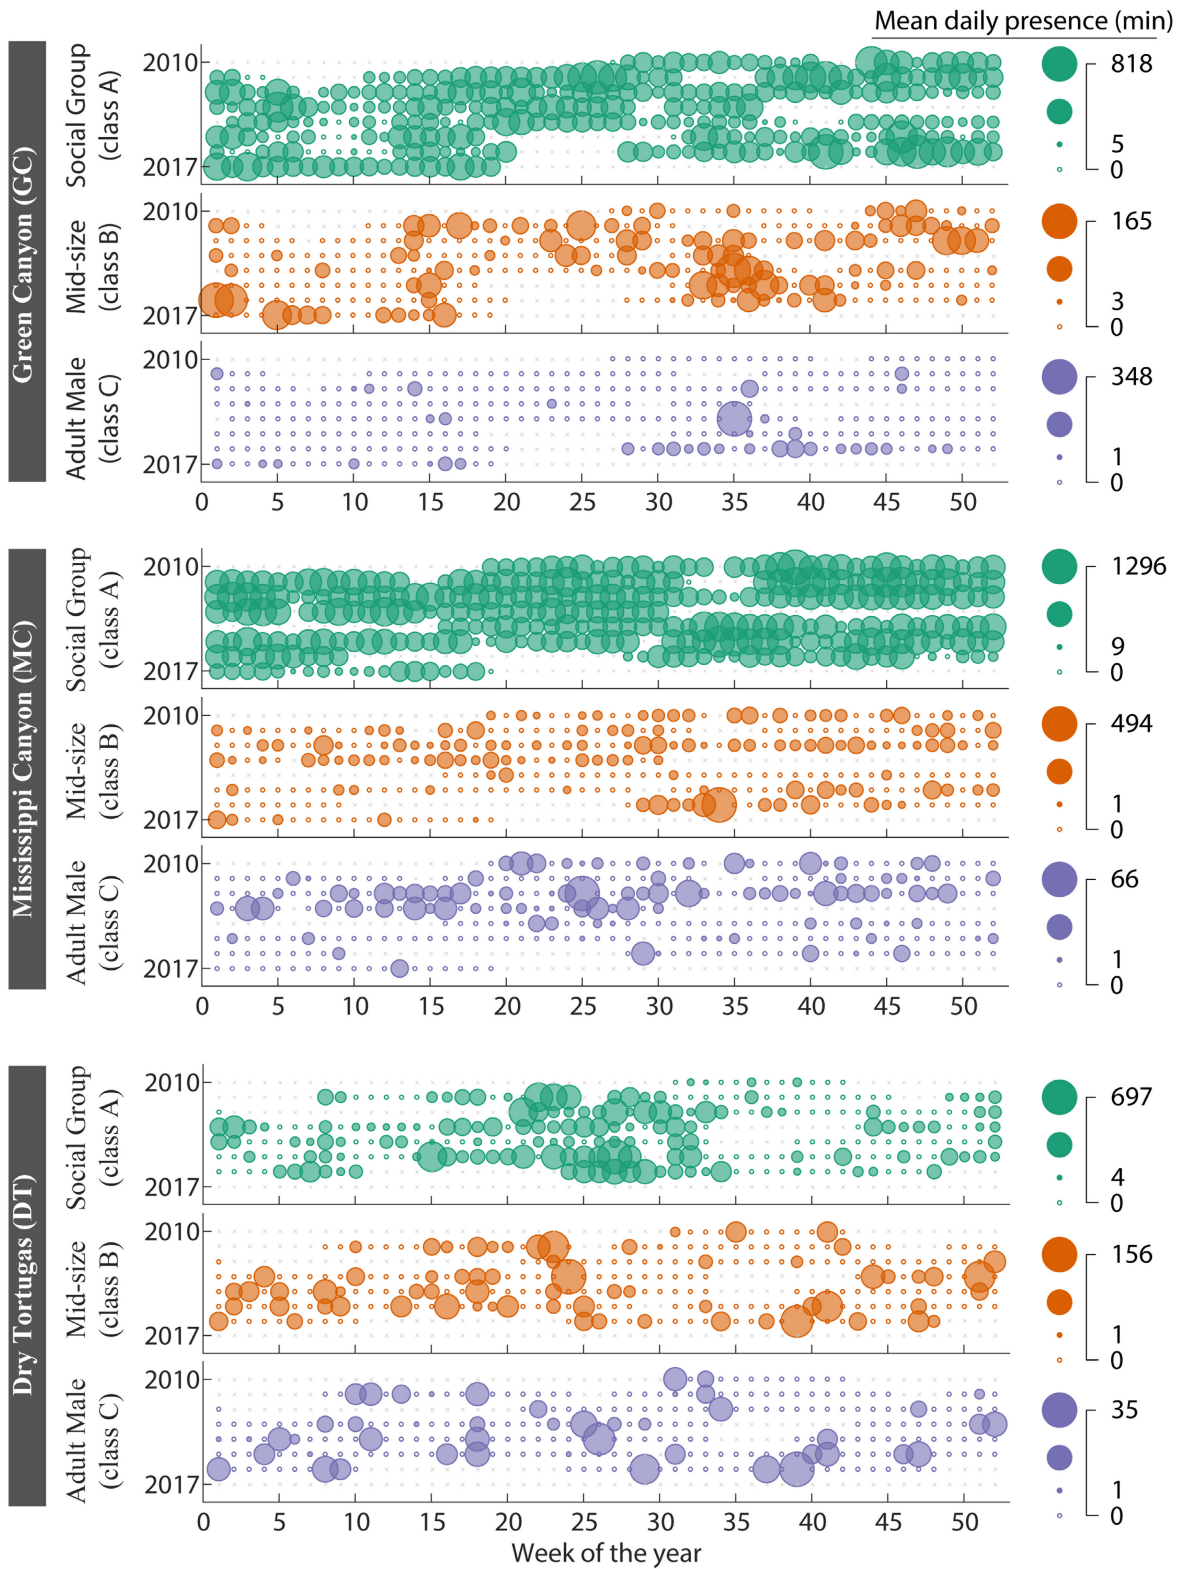 Mean daily presence (min)
Green Canyon (GC)
Social Group
(class A)
2010
2017
818
5
0
Mid-size
(class B)
2010
2017
165
3
0
Adult Male
(class C)
2010
2017
348
1
0
0 5 10 15 20 25 30 35 40 45 50
Mississippi Canyon (MC)
Social Group
(class A)
2010
2017
1296
9
0
Mid-size
(class B)
2010
2017
494
1
0
Adult Male
(class C)
2010
2017
66
1
0
0 5 10 15 20 25 30 35 40 45 50
Dry Tortugas (DT)
Social Group
(class A)
2010
2017
697
4
0
Mid-size
(class B)
2010
2017
156
1
0
Adult Male
(class C)
2010
2017
35
1
0
0 5 10 15 20 25 30 35 40 45 50
Week of the year